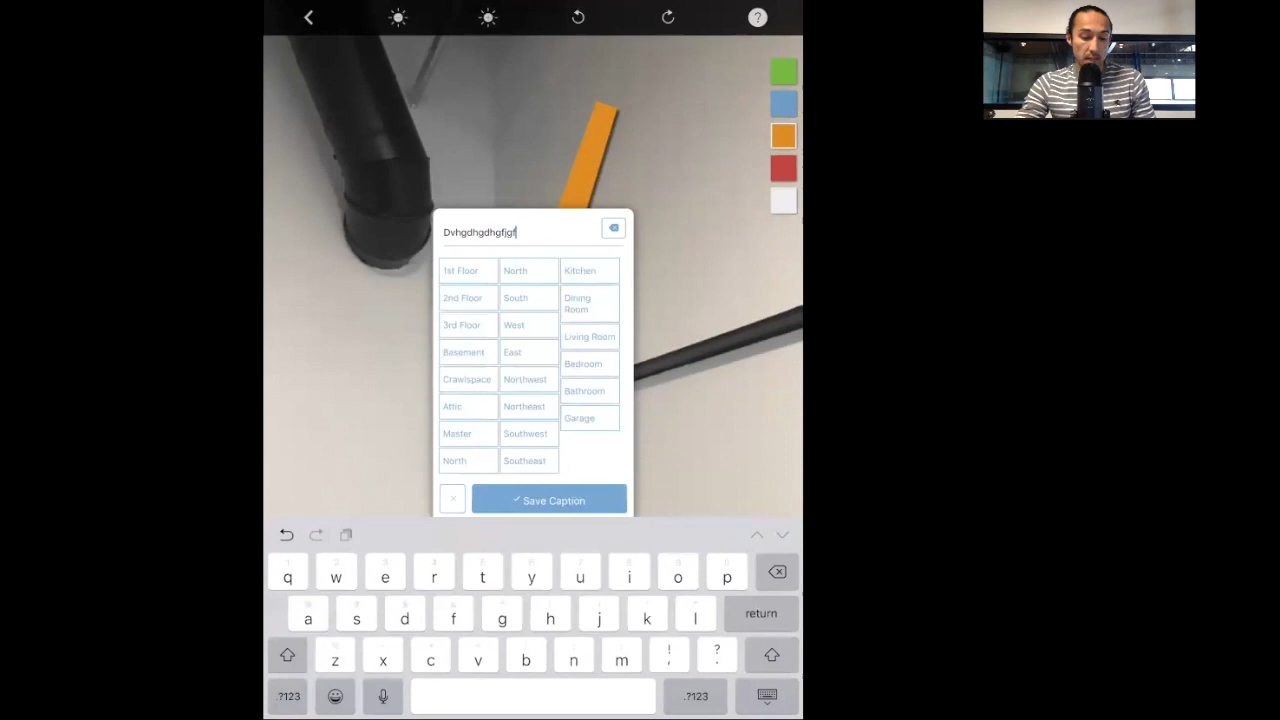 ?
Dvhgdhgdhgfjgf
1st Floor North Kitchen
2nd Floor South Dining Room
3rd Floor West Living Room
Basement East Bedroom
Crawlspace Northwest Bathroom
Attic Northeast Garage
Master Southwest
North Southeast
Save Caption
q w e r t y u i o p
a s d f g h j k l return
z x c v b n m ! , ? .
.?123 .?123